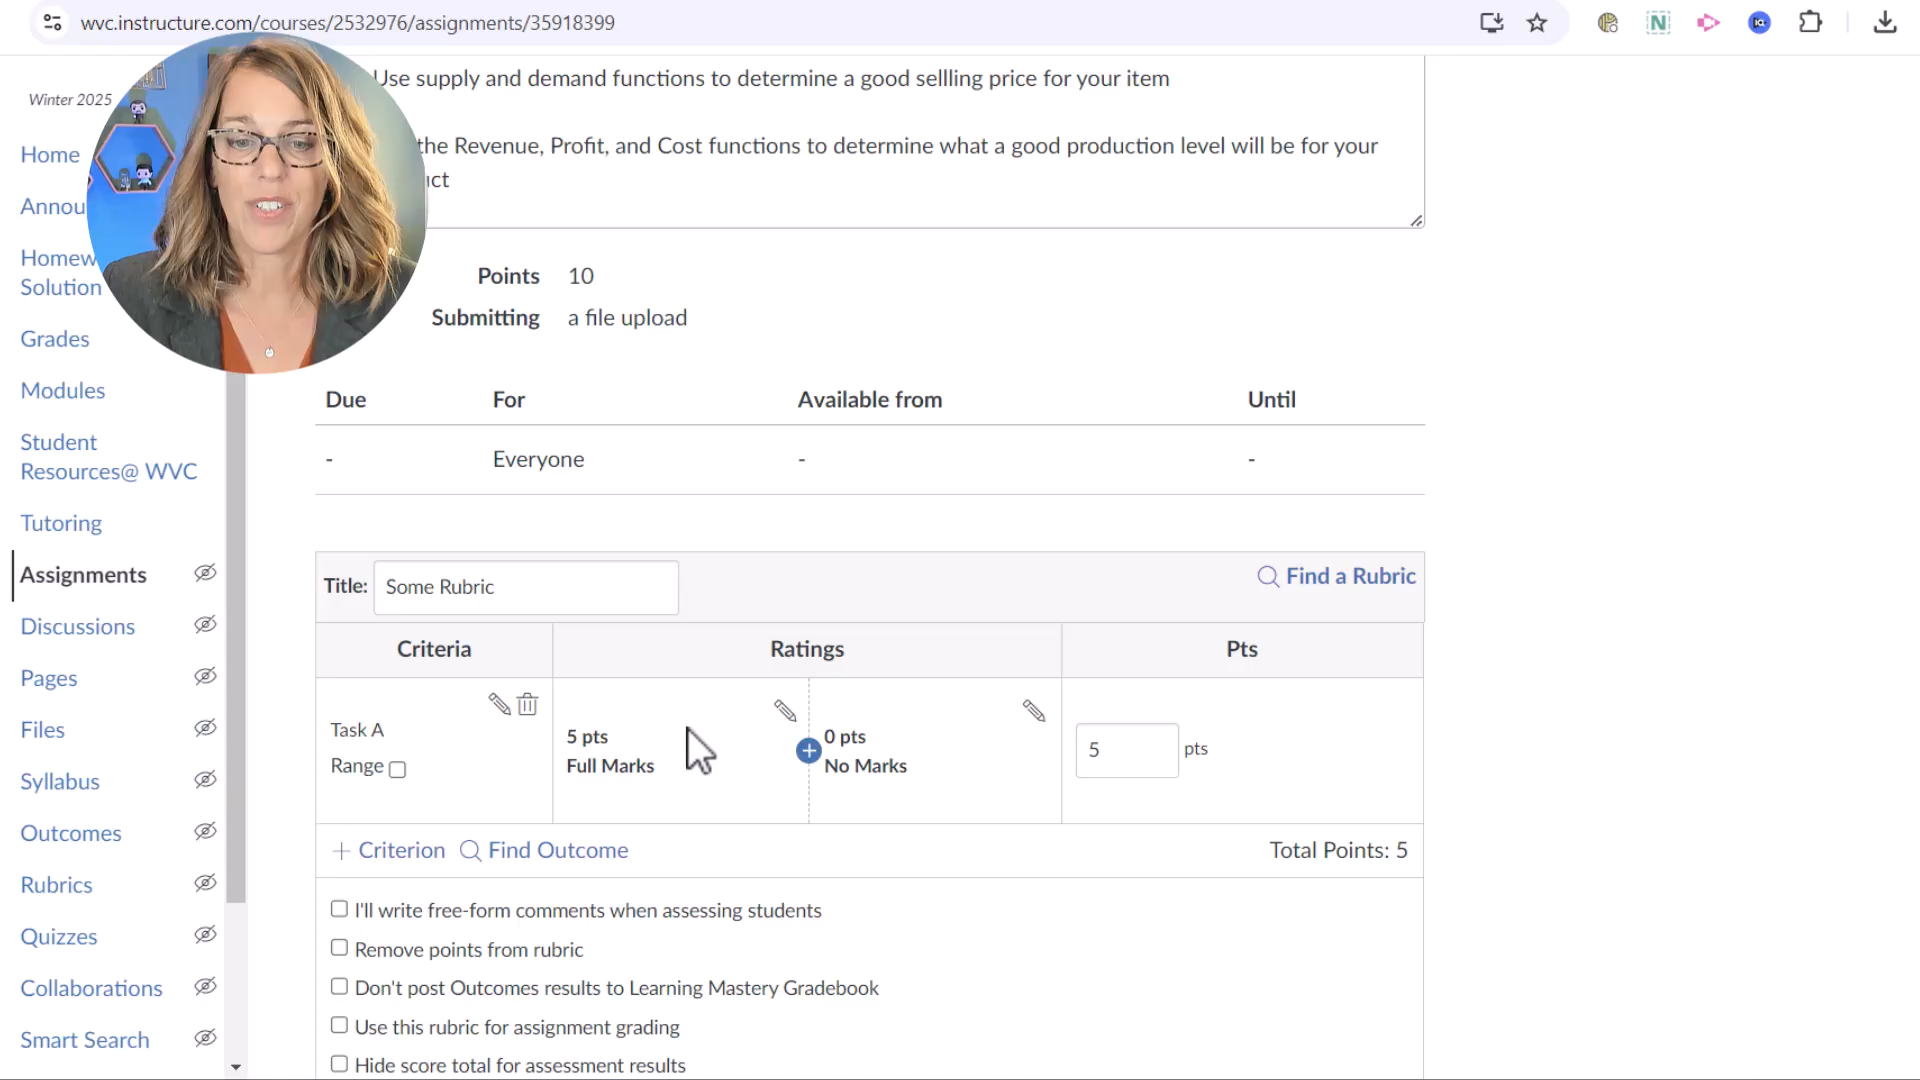 wvc.instructure.com/courses/2532976/assignments/35918399
Use supply and demand functions to determine a good sellling price for your item
the Revenue, Profit, and Cost functions to determine what a good production level will be for your
uct
Winter 2025
Home
Annou
Homew
Solution
Grades
Modules
Student
Resources@ WVC
Tutoring
Assignments
Discussions
Pages
Files
Syllabus
Outcomes
Rubrics
Quizzes
Collaborations
Smart Search
Points 10
Submitting a file upload
Due For Available from Until
- Everyone - -
Title: Some Rubric Find a Rubric
Criteria Ratings Pts
Task A
Range
5 pts
Full Marks
0 pts
No Marks
5 pts
+ Criterion Find Outcome Total Points: 5
I'll write free-form comments when assessing students
Remove points from rubric
Don't post Outcomes results to Learning Mastery Gradebook
Use this rubric for assignment grading
Hide score total for assessment results